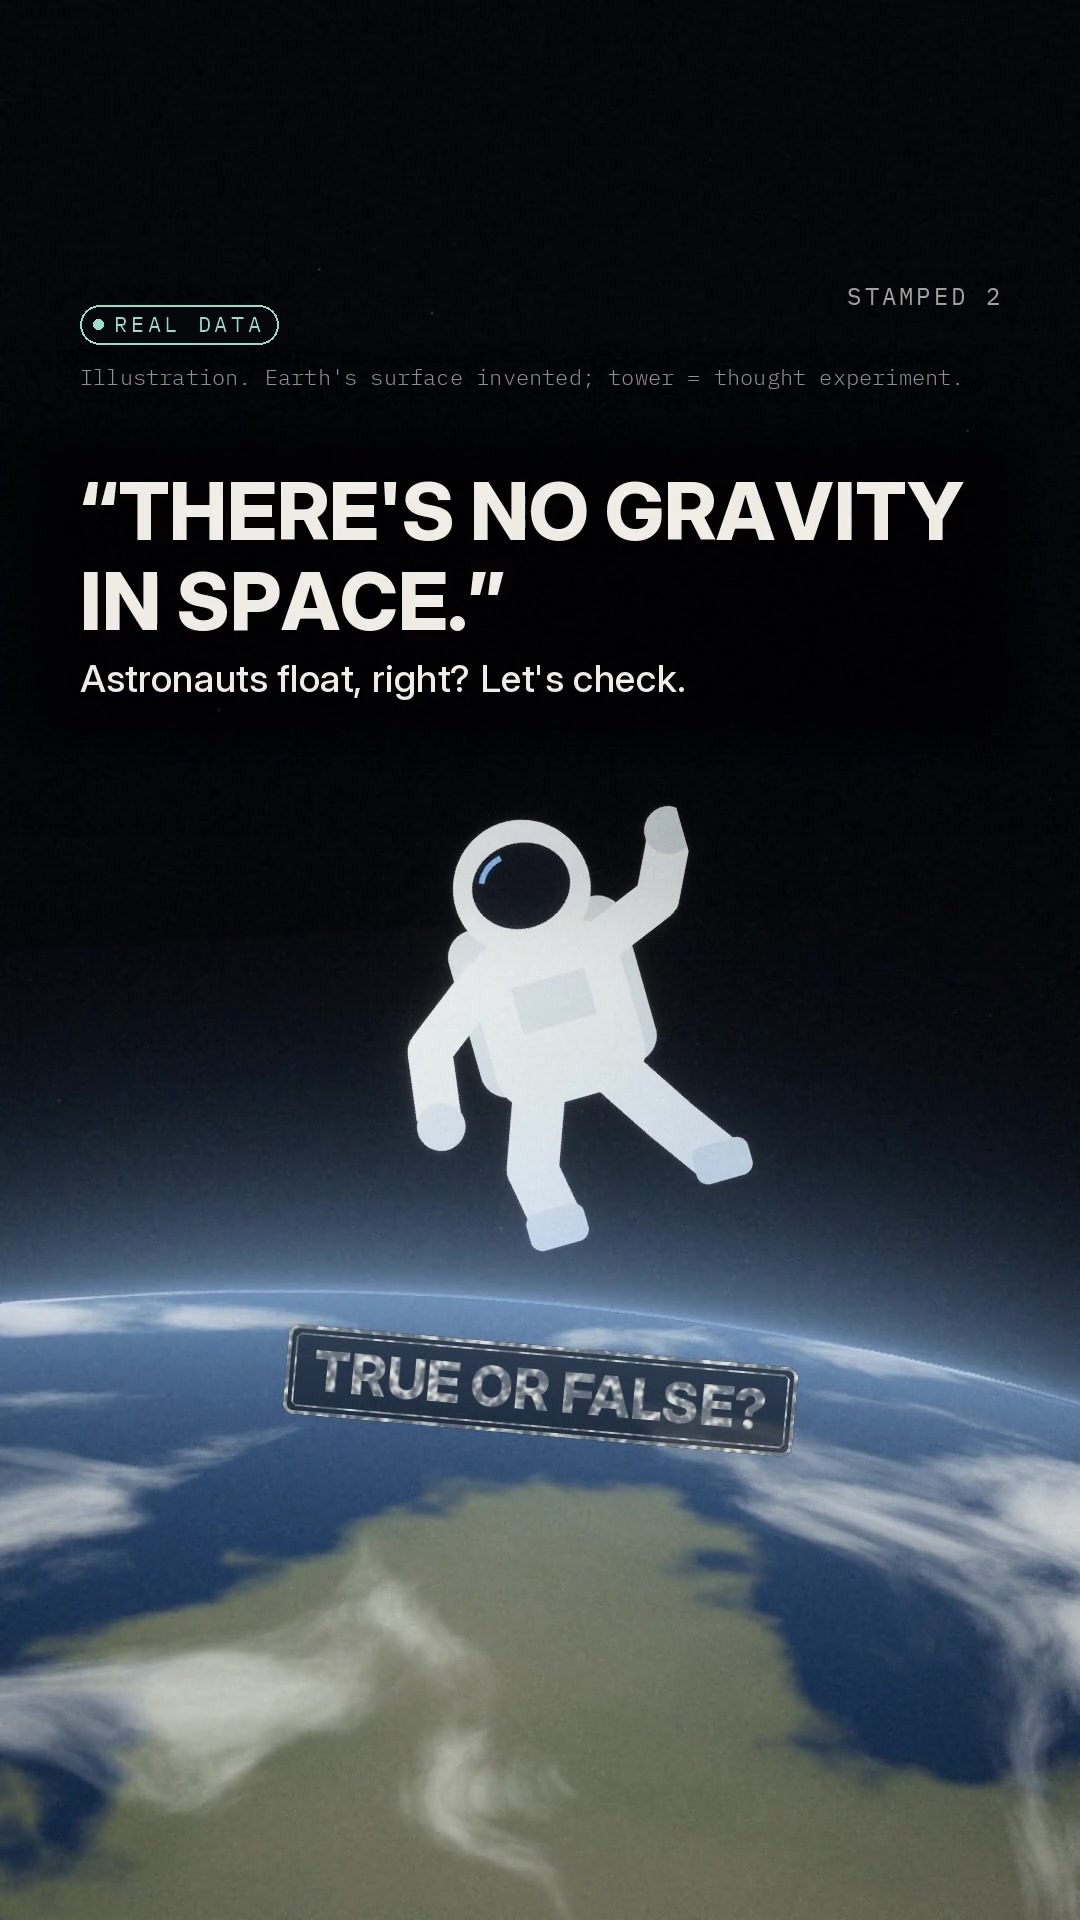 STAMPED 2
REAL DATA
Illustration. Earth's surface invented; tower = thought experiment.
“THERE'S NO GRAVITY
IN SPACE.”
Astronauts float, right? Let's check.
TRUE OR FALSE?